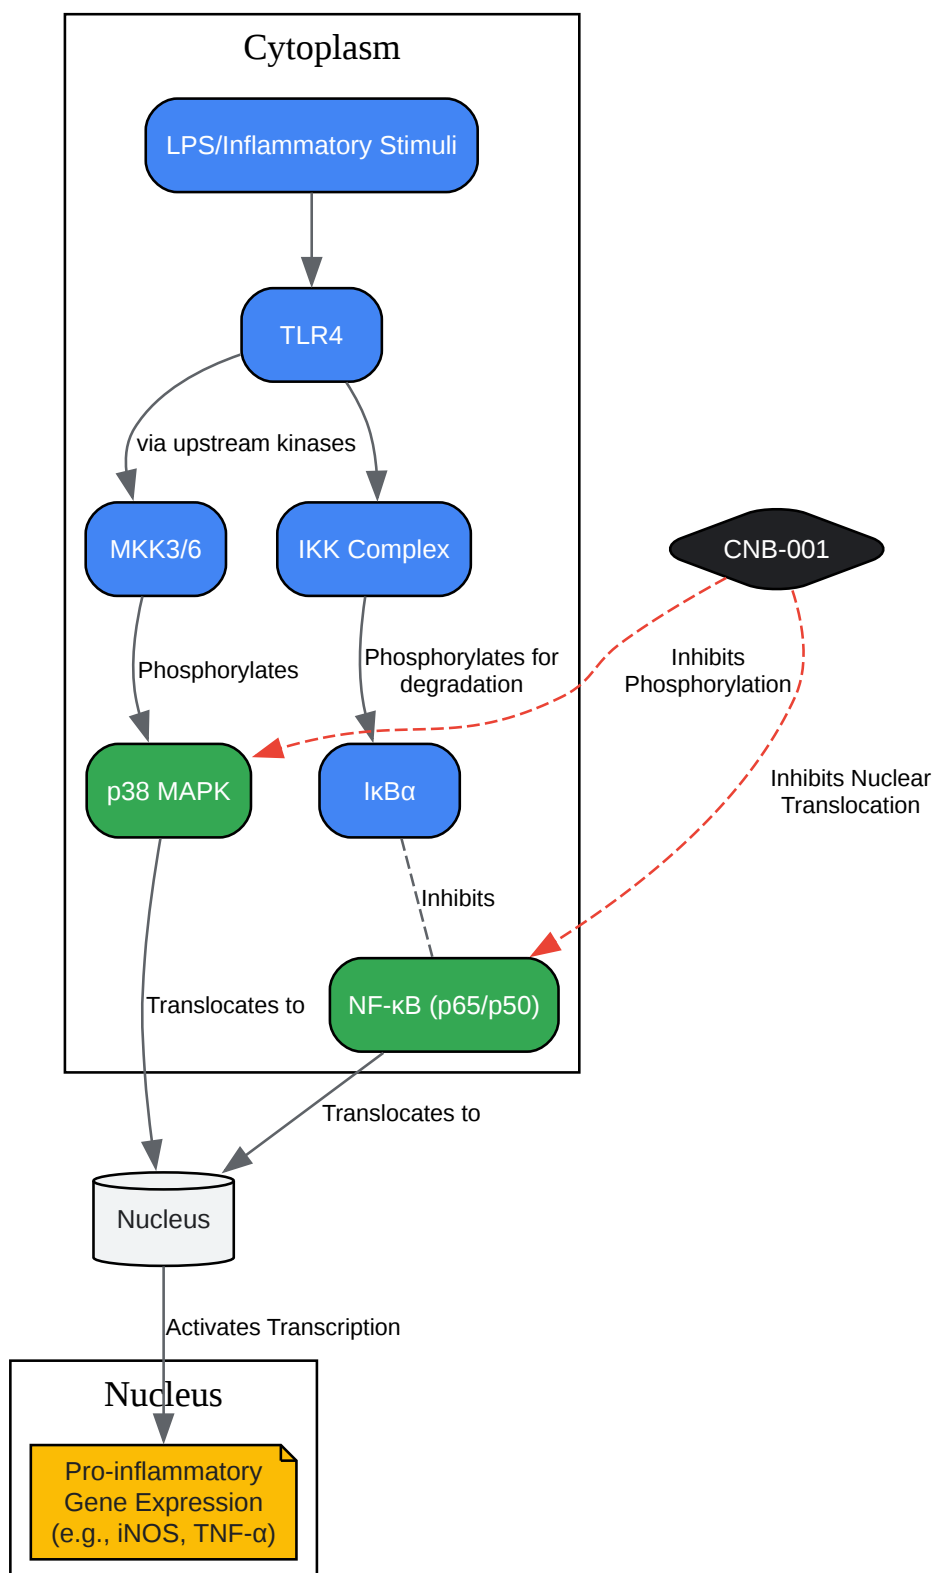 Cytoplasm
LPS/Inflammatory Stimuli
TLR4
via upstream kinases
MKK3/6
IKK Complex
CNB-001
Phosphorylates
Phosphorylates for
degradation
Inhibits
Phosphorylation
p38 MAPK
IκBα
Inhibits Nuclear
Translocation
Inhibits
Translocates to
NF-κB (p65/p50)
Translocates to
Nucleus
Activates Transcription
Nucleus
Pro-inflammatory
Gene Expression
(e.g., iNOS, TNF-α)